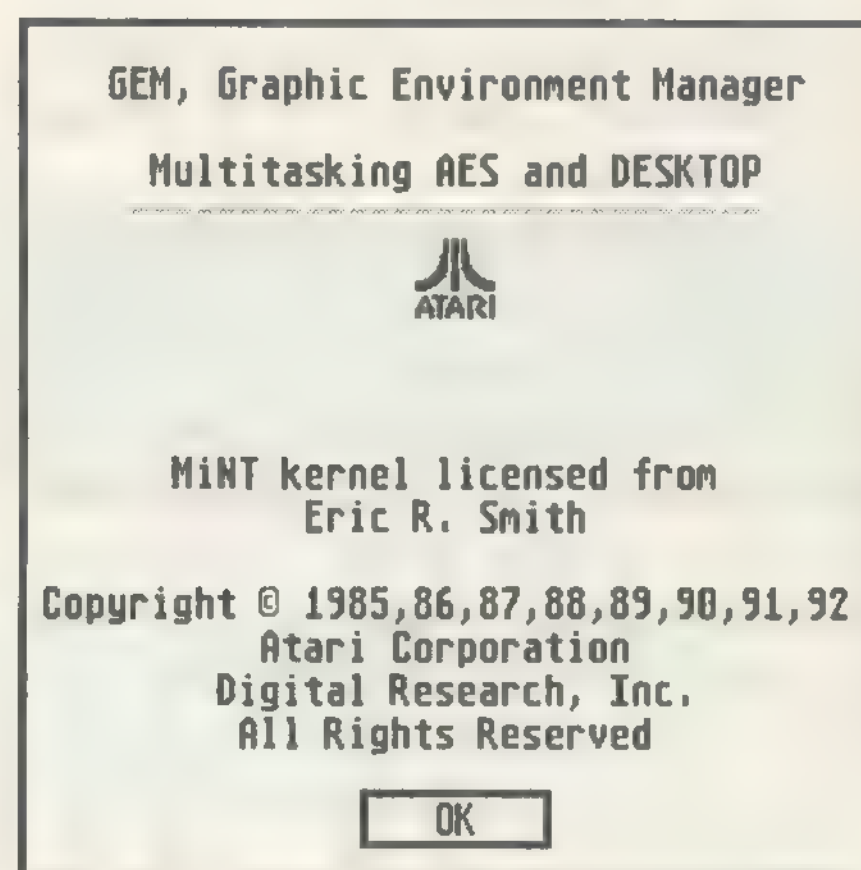 GEM, Graphic Environment Manager
Multitasking AES and DESKTOP
ATARI
MiNT kernel licensed from
Eric R. Smith
Copyright © 1985,86,87,88,89,90,91,92
Atari Corporation
Digital Research, Inc.
All Rights Reserved
OK